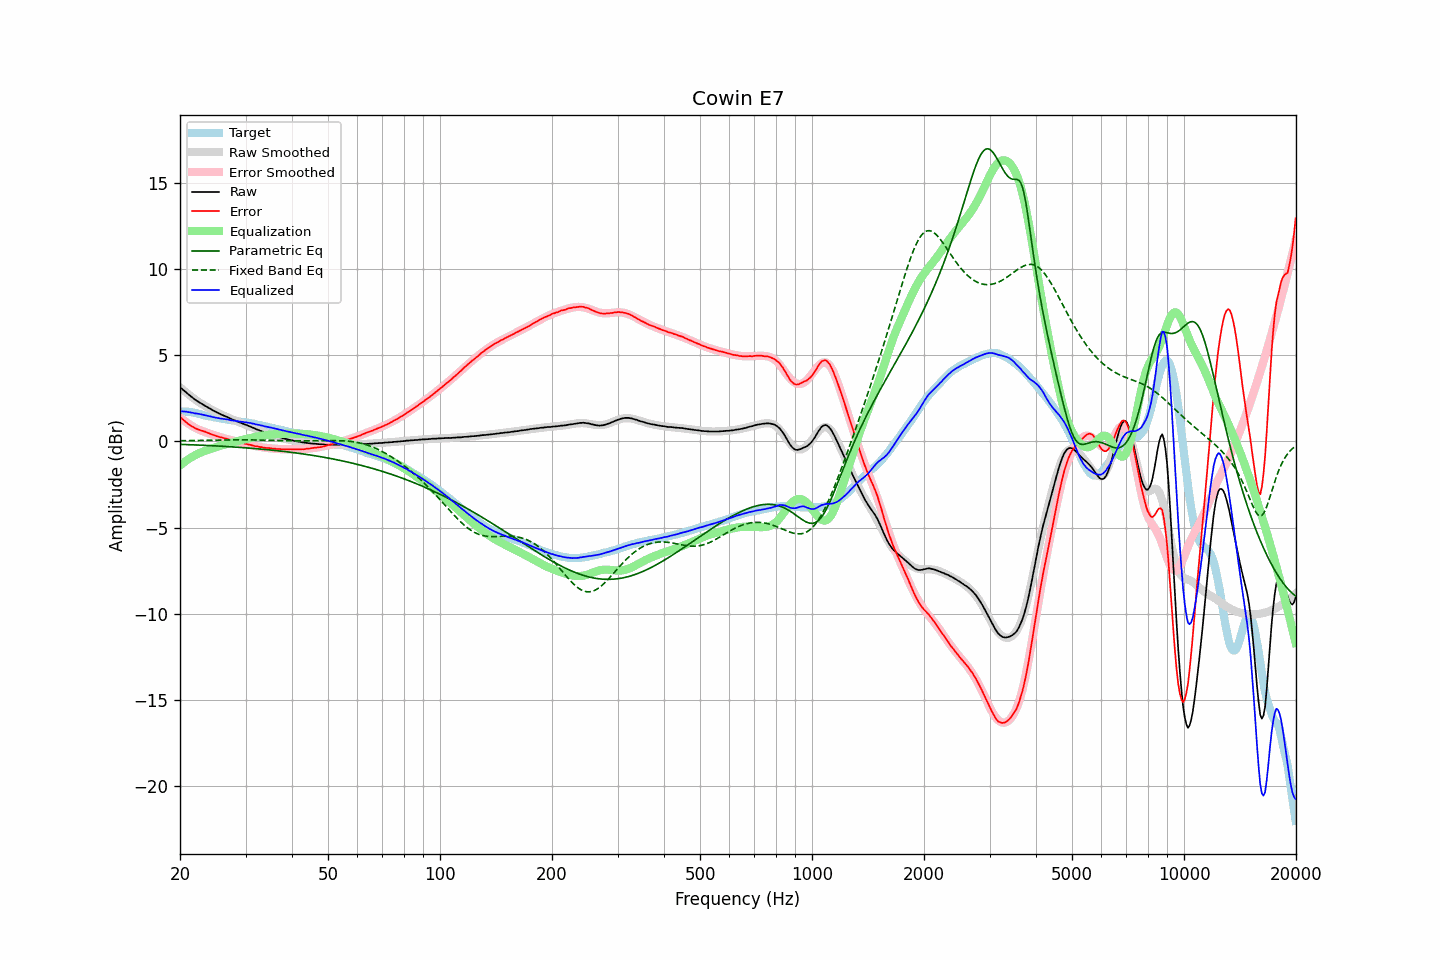 Cowin E7
Target
Raw Smoothed
Error Smoothed
Raw
Error
Equalization
Parametric Eq
Fixed Band Eq
Equalized
15
10
5
0
−5
−10
−15
−20
Amplitude (dBr)
20 50 100 200 500 1000 2000 5000 10000 20000
Frequency (Hz)